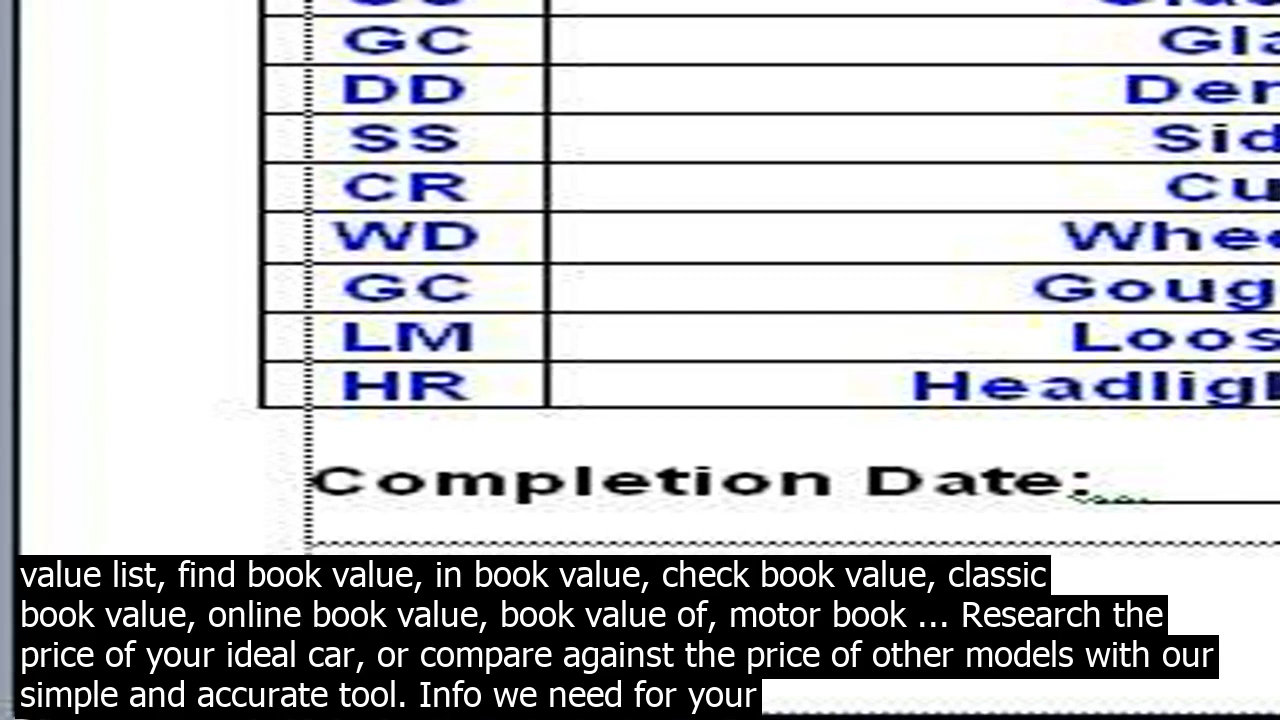 GC
DD
SS
CR
WD
GC
LM
HR
Completion Date:
value list, find book value, in book value, check book value, classic
book value, online book value, book value of, motor book ... Research the
price of your ideal car, or compare against the price of other models with our
simple and accurate tool. Info we need for your